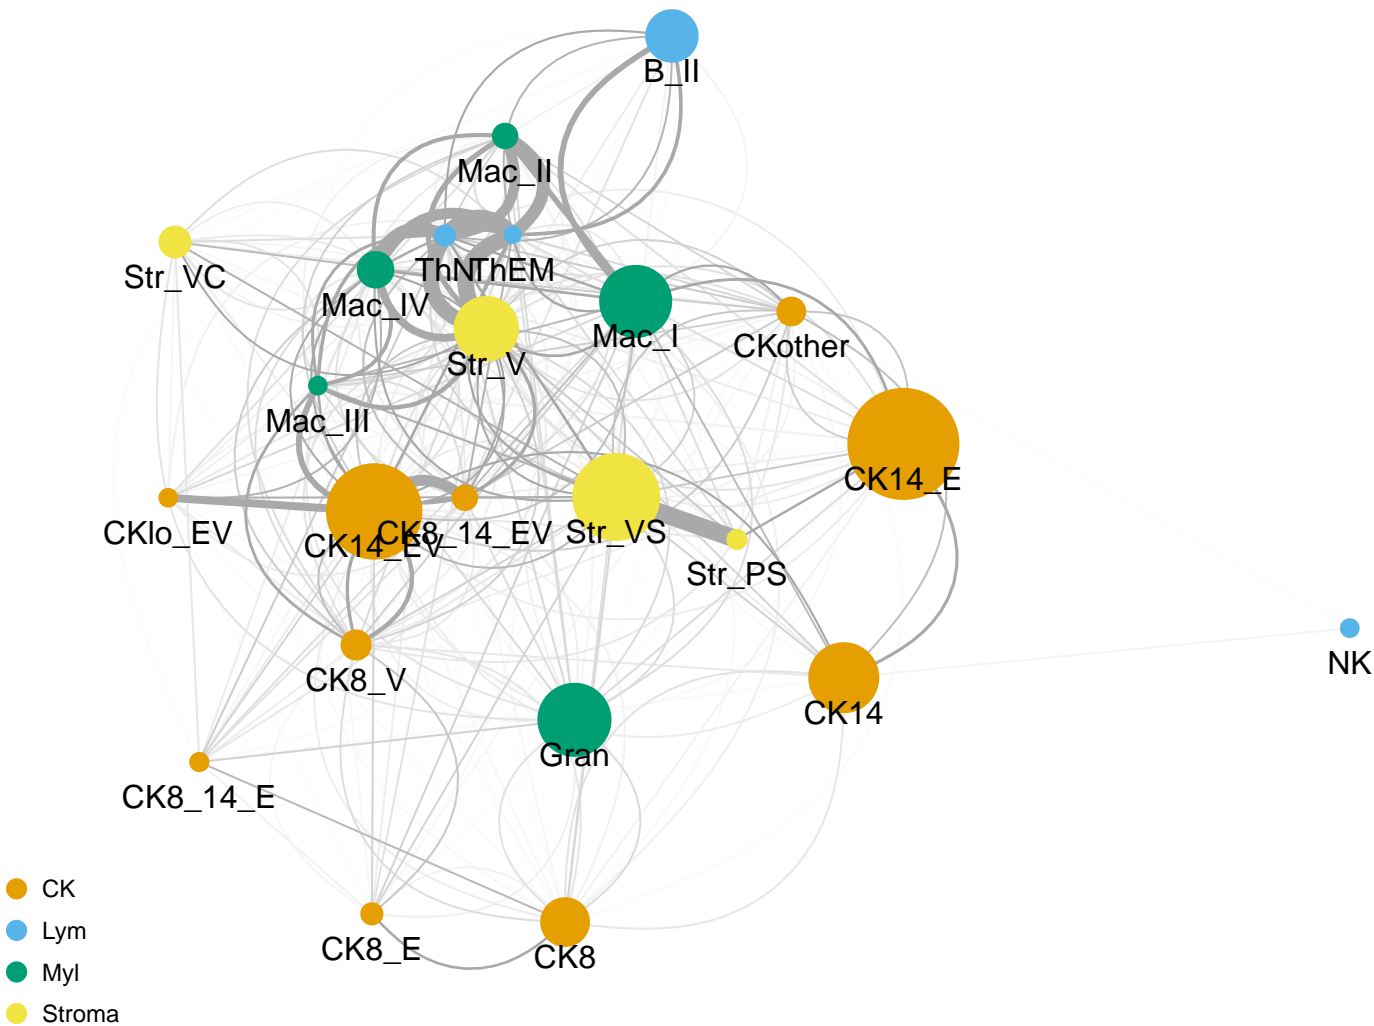 B_II
Mac_II
Str_VC
ThN
ThEM
Mac_IV
Mac_I
CKother
Str_V
Mac_III
CK14_E
CKlo_EV
CK14_EV
CK8_14_EV
Str_VS
Str_PS
NK
CK8_V
CK14
Gran
CK8_14_E
CK8_E
CK8
CK
Lym
Myl
Stroma